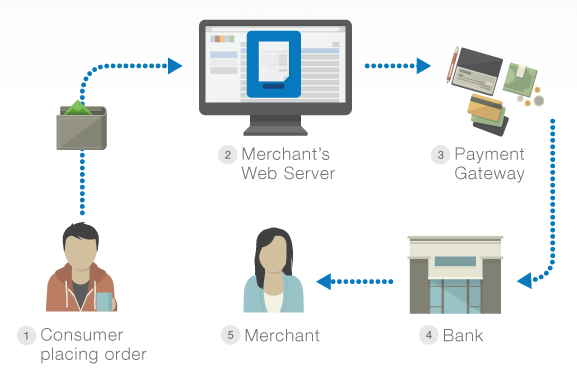 1 Consumer
placing order
2 Merchant's
Web Server
3 Payment
Gateway
4 Bank
5 Merchant